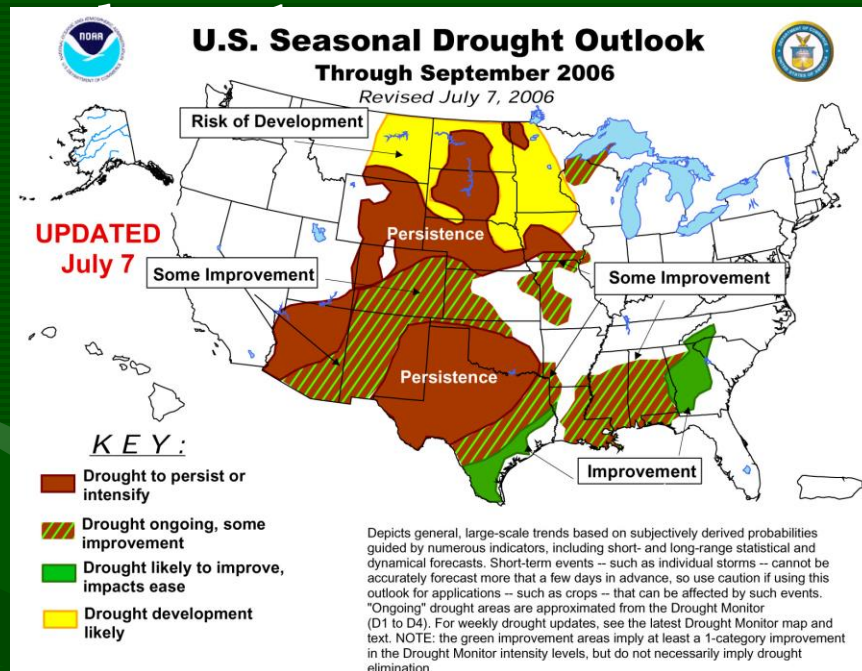 NOAA
U.S. Seasonal Drought Outlook
Through September 2006
Revised July 7, 2006
Risk of Development
UPDATED
July 7
Persistence
Some Improvement
Some Improvement
Persistence
Improvement
KEY:
Drought to persist or
intensify
Drought ongoing, some
improvement
Drought likely to improve,
impacts ease
Drought development
likely
Depicts general, large-scale trends based on subjectively derived probabilities
guided by numerous indicators, including short- and long-range statistical and
dynamical forecasts. Short-term events -- such as individual storms -- cannot be
accurately forecast more that a few days in advance, so use caution if using this
outlook for applications -- such as crops -- that can be affected by such events.
"Ongoing" drought areas are approximated from the Drought Monitor
(D1 to D4). For weekly drought updates, see the latest Drought Monitor map and
text. NOTE: the green improvement areas imply at least a 1-category improvement
in the Drought Monitor intensity levels, but do not necessarily imply drought
elimination.